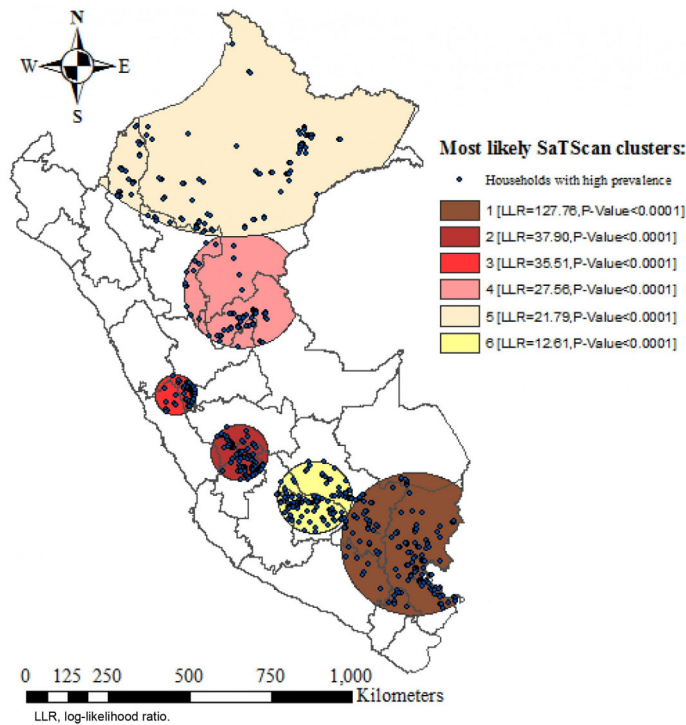 N
W E
S
Most likely SaTScan clusters:
Households with high prevalence
1 [LLR=127.76,P-Value<0.0001]
2 [LLR=37.90,P-Value<0.0001]
3 [LLR=35.51,P-Value<0.0001]
4 [LLR=27.56,P-Value<0.0001]
5 [LLR=21.79,P-Value<0.0001]
6 [LLR=12.61,P-Value<0.0001]
0 125 250 500 750 1,000
Kilometers
LLR, log-likelihood ratio.